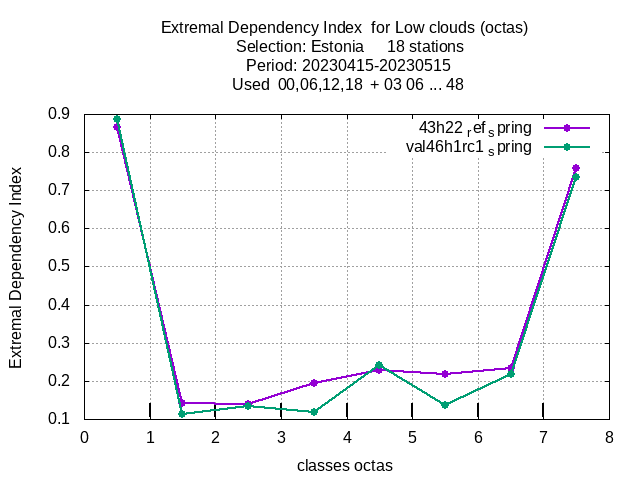 Extremal Dependency Index  for Low clouds (octas)
Selection: Estonia     18 stations
Period: 20230415-20230515
Used  00,06,12,18  + 03 06 ... 48
43h22 ref spring
val46h1rc1 spring
Extremal Dependency Index
0.9
0.8
0.7
0.6
0.5
0.4
0.3
0.2
0.1
0 1 2 3 4 5 6 7 8
classes octas